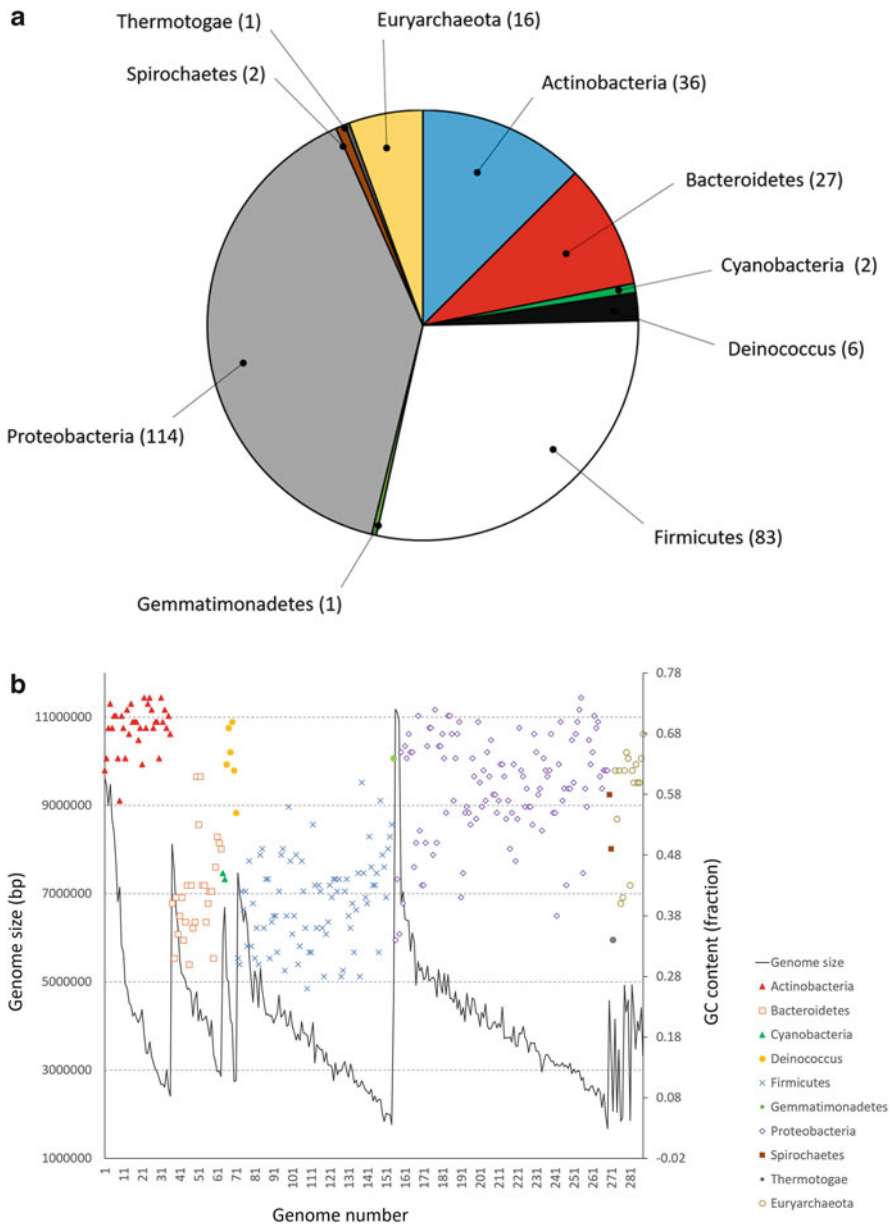 a
Thermotogae (1)
Euryarchaeota (16)
Spirochaetes (2)
Actinobacteria (36)
Bacteroidetes (27)
Cyanobacteria (2)
Deinococcus (6)
Proteobacteria (114)
Firmicutes (83)
Gemmatimonadetes (1)
b
Genome size (bp)
11000000
9000000
7000000
5000000
3000000
1000000
0.78
0.68
0.58
0.48
0.38
0.28
0.18
0.08
-0.02
GC content (fraction)
1 11 21 31 41 51 61 71 81 91 101 111 121 131 141 151 161 171 181 191 201 211 221 231 241 251 261 271 281
Genome number
Genome size
Actinobacteria
Bacteroidetes
Cyanobacteria
Deinococcus
Firmicutes
Gemmatimonadetes
Proteobacteria
Spirochaetes
Thermotogae
Euryarchaeota